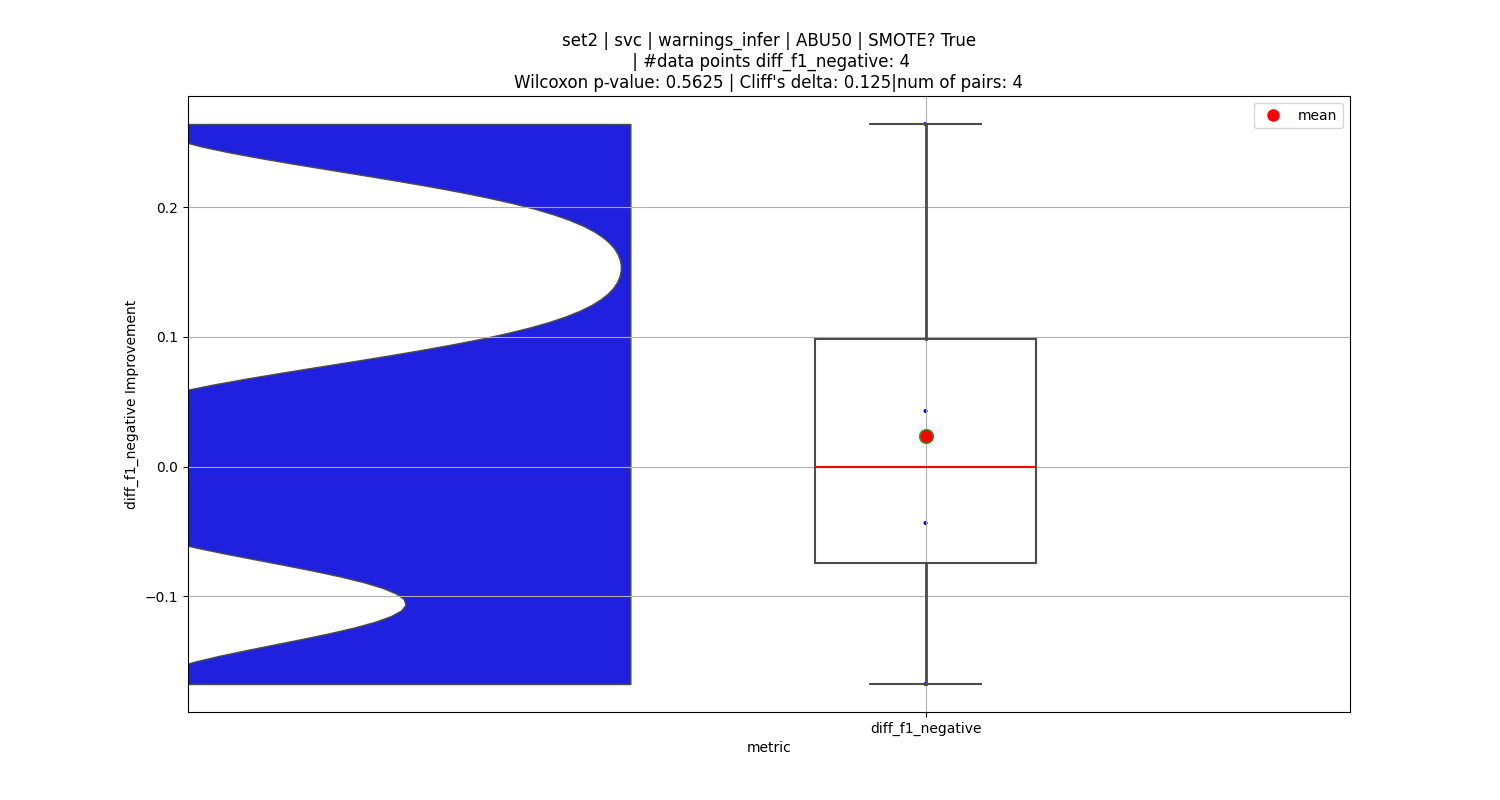 set2 | svc | warnings_infer | ABU50 | SMOTE? True
| #data points diff_f1_negative: 4
Wilcoxon p-value: 0.5625 | Cliff's delta: 0.125|num of pairs: 4
mean
0.2
0.1
0.0
−0.1
diff_f1_negative Improvement
diff_f1_negative
metric